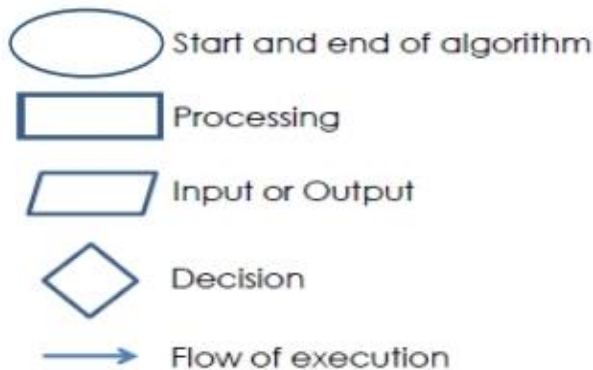 Start and end of algorithm
Processing
Input or Output
Decision
Flow of execution